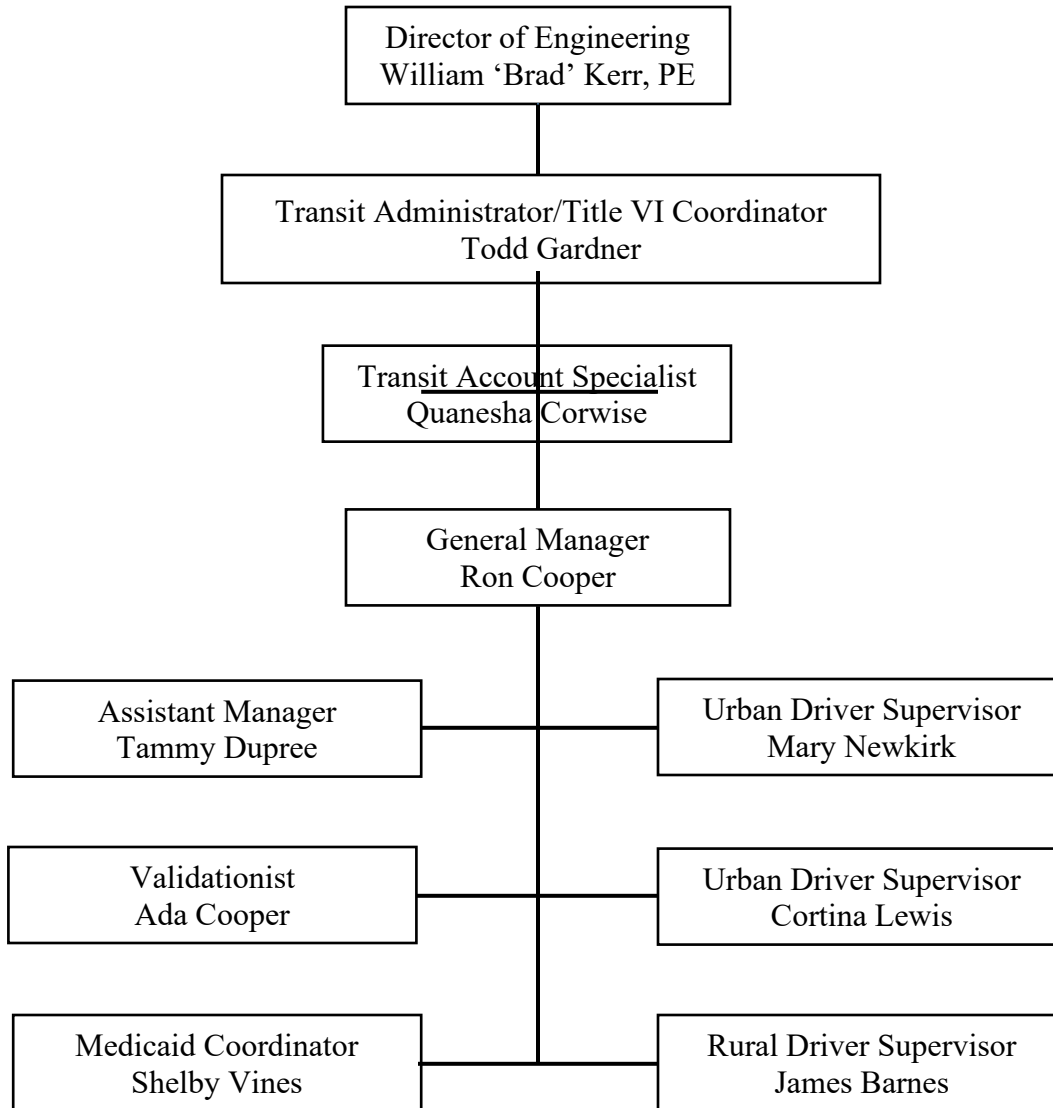 Director of Engineering
William ‘Brad’ Kerr, PE
Transit Administrator/Title VI Coordinator
Todd Gardner
Transit Account Specialist
Quanesha Corwise
General Manager
Ron Cooper
Assistant Manager
Tammy Dupree
Urban Driver Supervisor
Mary Newkirk
Validationist
Ada Cooper
Urban Driver Supervisor
Cortina Lewis
Medicaid Coordinator
Shelby Vines
Rural Driver Supervisor
James Barnes